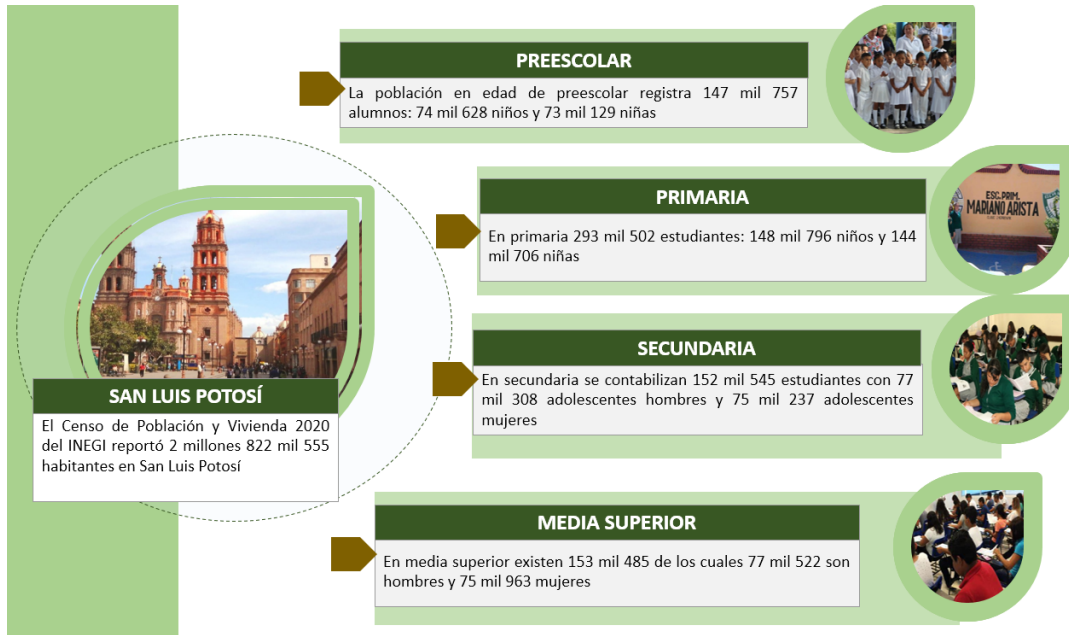 PREESCOLAR
La población en edad de preescolar registra 147 mil 757
alumnos: 74 mil 628 niños y 73 mil 129 niñas
PRIMARIA
En primaria 293 mil 502 estudiantes: 148 mil 796 niños y 144
mil 706 niñas
ESC. PRIM.
MARIANO ARISTA
SECUNDARIA
En secundaria se contabilizan 152 mil 545 estudiantes con 77
mil 308 adolescentes hombres y 75 mil 237 adolescentes
mujeres
SAN LUIS POTOSÍ
El Censo de Población y Vivienda 2020
del INEGI reportó 2 millones 822 mil 555
habitantes en San Luis Potosí
MEDIA SUPERIOR
En media superior existen 153 mil 485 de los cuales 77 mil 522 son
hombres y 75 mil 963 mujeres